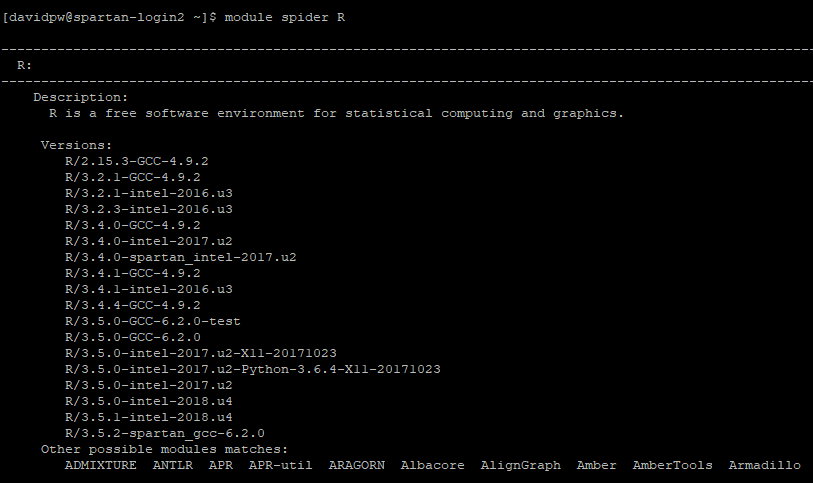 [davidpw@spartan-login2 ~]$ module spider R
--------------------------------------------------------------------------------------------------------
R:
--------------------------------------------------------------------------------------------------------
Description:
R is a free software environment for statistical computing and graphics.
Versions:
R/2.15.3-GCC-4.9.2
R/3.2.1-GCC-4.9.2
R/3.2.1-intel-2016.u3
R/3.2.3-intel-2016.u3
R/3.4.0-GCC-4.9.2
R/3.4.0-intel-2017.u2
R/3.4.0-spartan_intel-2017.u2
R/3.4.1-GCC-4.9.2
R/3.4.1-intel-2016.u3
R/3.4.4-GCC-4.9.2
R/3.5.0-GCC-6.2.0-test
R/3.5.0-GCC-6.2.0
R/3.5.0-intel-2017.u2-X11-20171023
R/3.5.0-intel-2017.u2-Python-3.6.4-X11-20171023
R/3.5.0-intel-2017.u2
R/3.5.0-intel-2018.u4
R/3.5.1-intel-2018.u4
R/3.5.2-spartan_gcc-6.2.0
Other possible modules matches:
ADMIXTURE ANTLR APR APR-util ARAGORN Albacore AlignGraph Amber AmberTools Armadillo